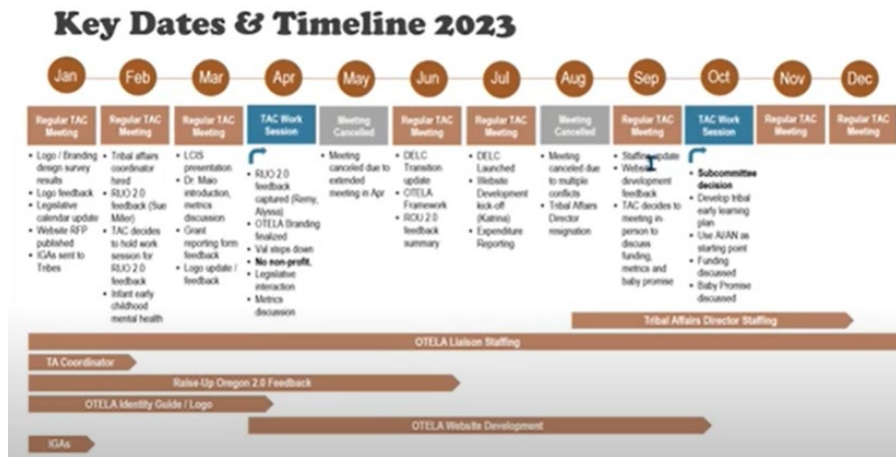 Key Dates & Timeline 2023
Jan
Feb
Mar
Apr
May
Jun
Jul
Aug
Sep
Oct
Nov
Dec
Regular TAC
Meeting
Regular TAC
Meeting
Regular TAC
Meeting
TAC Work
Session
Meeting
Cancelled
Regular TAC
Meeting
Regular TAC
Meeting
Meeting
Cancelled
Regular TAC
Meeting
TAC Work
Session
Regular TAC
Meeting
Regular TAC
Meeting
• Logo / Branding
design survey
results
• Logo feedback
• Legislative
calendar update
• Website RFP
published
• IGAs sent to
Tribes
• Tribal affairs
coordinator
hired
• RUO 2.0
feedback (Sue
Miller)
• TAC decides
to hold work
session for
RUO 2.0
feedback
• Infant early
childhood
mental health
• LCIS
presentation
• Dr. Maio
introduction,
metrics
discussion
• Grant
reporting form
feedback
• Logo update /
feedback
• RUO 2.0
feedback
captured (Remy,
Alyssa)
• OTELA Branding
finalized
• Val steps down
• No non-profit,
Legislative
interaction
• Metrics
discussion
• Meeting
canceled due to
extended
meeting in Apr
• DELC
Transition
update
• OTELA
Framework
• ROU 2.0
feedback
summary
• DELC
Launched
• Website
Development
kick-off
(Katrina)
• Expenditure
Reporting
• Meeting
canceled due
to multiple
conflicts
• Tribal Affairs
Director
resignation
• Staffing update
• Website
development
feedback
• TAC decides to
meeting in-
person to
discuss
funding,
metrics and
baby promise
• Subcommittee
decision
• Develop tribal
early learning
plan
• Use AI/AN as
starting point
• Funding
discussed
• Baby Promise
discussed
Tribal Affairs Director Staffing
OTELA Liaison Staffing
TA Coordinator
Raise-Up Oregon 2.0 Feedback
OTELA Identity Guide / Logo
OTELA Website Development
IGAs